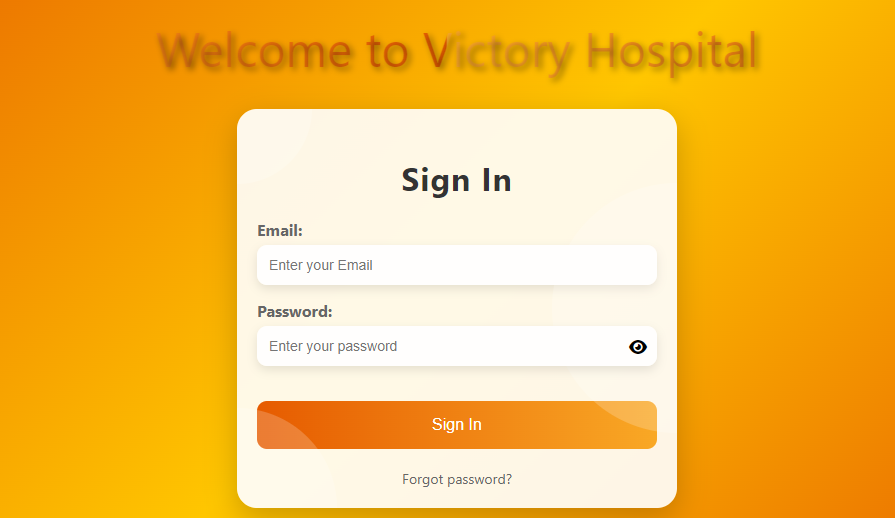 Welcome to Victory Hospital
Sign In
Email:
Enter your Email
Password:
Enter your password
Sign In
Forgot password?